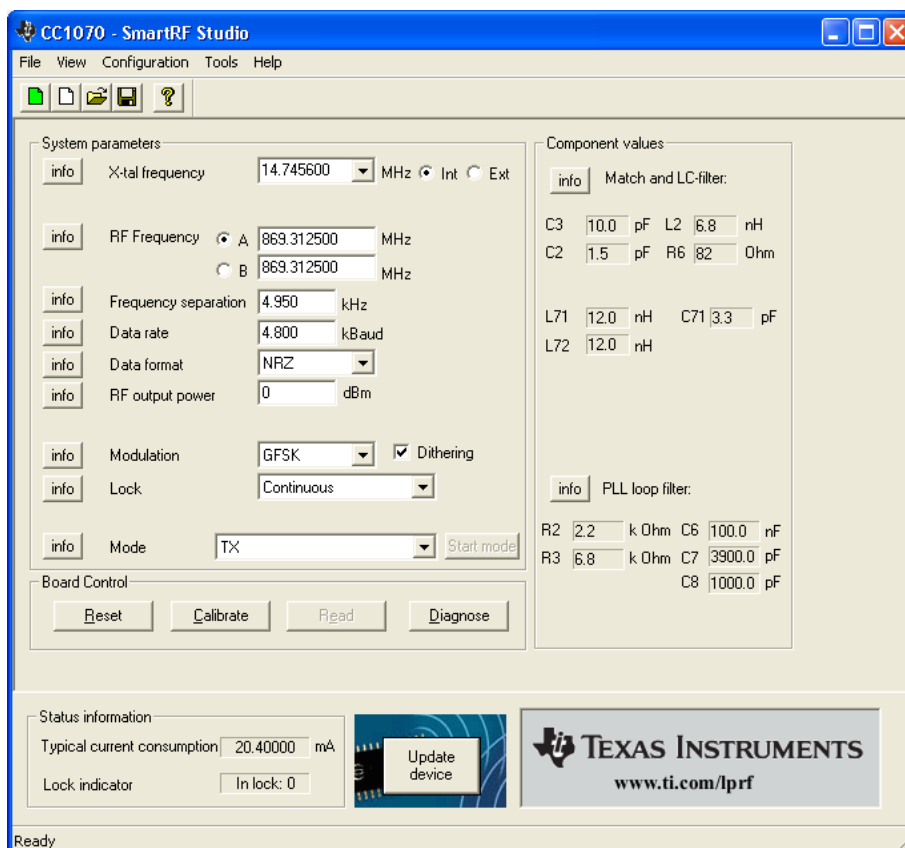 CC1070 - SmartRF Studio
File View Configuration Tools Help
System parameters
info X-tal frequency 14.745600 MHz Int Ext
info RF Frequency A 869.312500 MHz
B 869.312500 MHz
info Frequency separation 4.950 kHz
info Data rate 4.800 kBaud
info Data format NRZ
info RF output power 0 dBm
info Modulation GFSK Dithering
info Lock Continuous
info Mode TX Start mode
Board Control
Reset Calibrate Read Diagnose
Component values
info Match and LC-filter:
C3 10.0 pF L2 6.8 nH
C2 1.5 pF R6 82 Ohm
L71 12.0 nH C71 3.3 pF
L72 12.0 nH
info PLL loop filter:
R2 2.2 k Ohm C6 100.0 nF
R3 6.8 k Ohm C7 3900.0 pF
C8 1000.0 pF
Status information
Typical current consumption 20.40000 mA
Lock indicator In lock: 0
Update
device
TEXAS INSTRUMENTS
www.ti.com/lprf
Ready